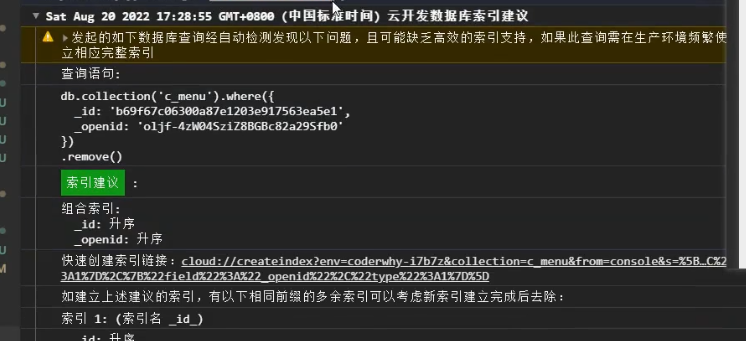 Sat Aug 20 2022 17:28:55 GMT+0800 (中国标准时间) 云开发数据库索引建议
发起的如下数据库查询经自动检测发现以下问题，且可能缺乏高效的索引支持，如果此查询需在生产环境频繁使
立相应完整索引
查询语句:
db.collection('c_menu').where({
_id: 'b69f67c06300a87e1203e917563ea5e1',
_openid: 'oljf-4zW04SziZ8BGBc82a29Sfb0'
})
.remove()
索引建议 :
组合索引:
_id: 升序
_openid: 升序
快速创建索引链接: cloud://createindex?env=coderwhy-i7b7z&collection=c_menu&from=console&s=%5B…C%2
3A1%7D%2C%7B%22field%22%3A%22_openid%22%2C%22type%22%3A1%7D%5D
如建立上述建议的索引，有以下相同前缀的多余索引可以考虑新索引建立完成后去除:
索引 1: (索引名 _id_)
_id: 升序
U
U
U
U
U
M